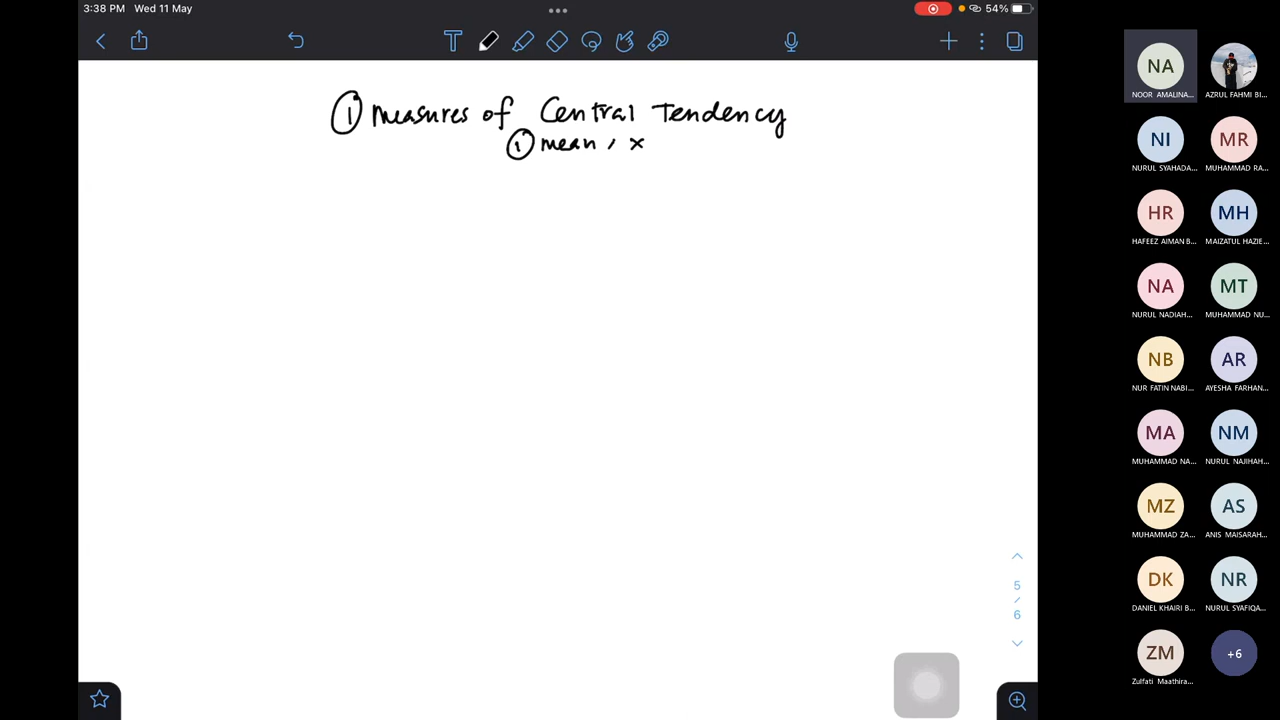 3:38 PM Wed 11 May
54%
① Measures of Central Tendency
① mean, x
5
/
6
NA
NOOR AMALINA...
AZRUL FAHMI BI...
NI
NURUL SYAHADA...
MR
MUHAMMAD RA...
HR
HAFEEZ AIMAN B...
MH
MAIZATUL HAZIE...
NA
NURUL NADIAH...
MT
MUHAMMAD NU...
NB
NUR FATIN NABI...
AR
AYESHA FARHAN...
MA
MUHAMMAD NA...
NM
NURUL NAJIHAH...
MZ
MUHAMMAD ZA...
AS
ANIS MAISARAH...
DK
DANIEL KHAIRI B...
NR
NURUL SYAFIQA...
ZM
Zulfati Maathira...
+6